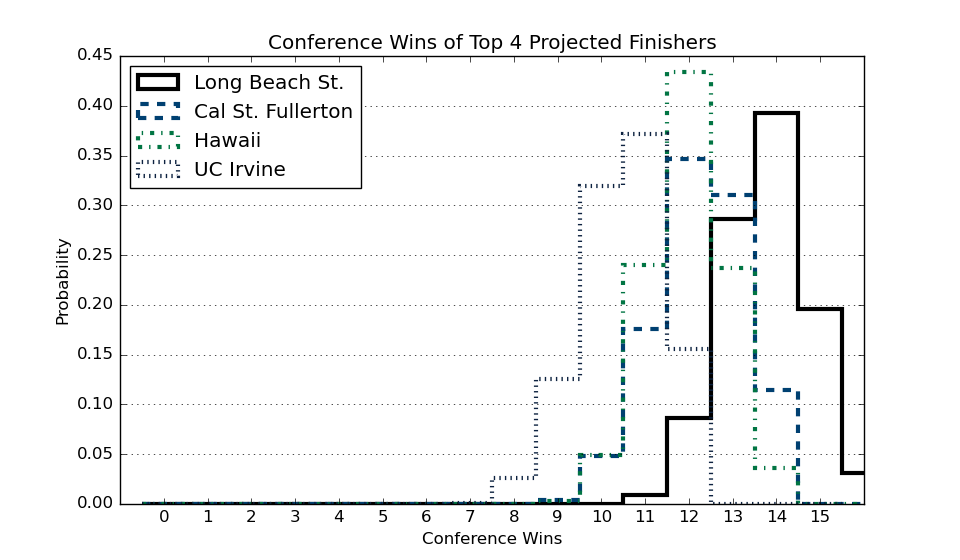 Conference Wins of Top 4 Projected Finishers
Long Beach St.
Cal St. Fullerton
Hawaii
UC Irvine
Probability
0.45
0.40
0.35
0.30
0.25
0.20
0.15
0.10
0.05
0.00
0 1 2 3 4 5 6 7 8 9 10 11 12 13 14 15
Conference Wins